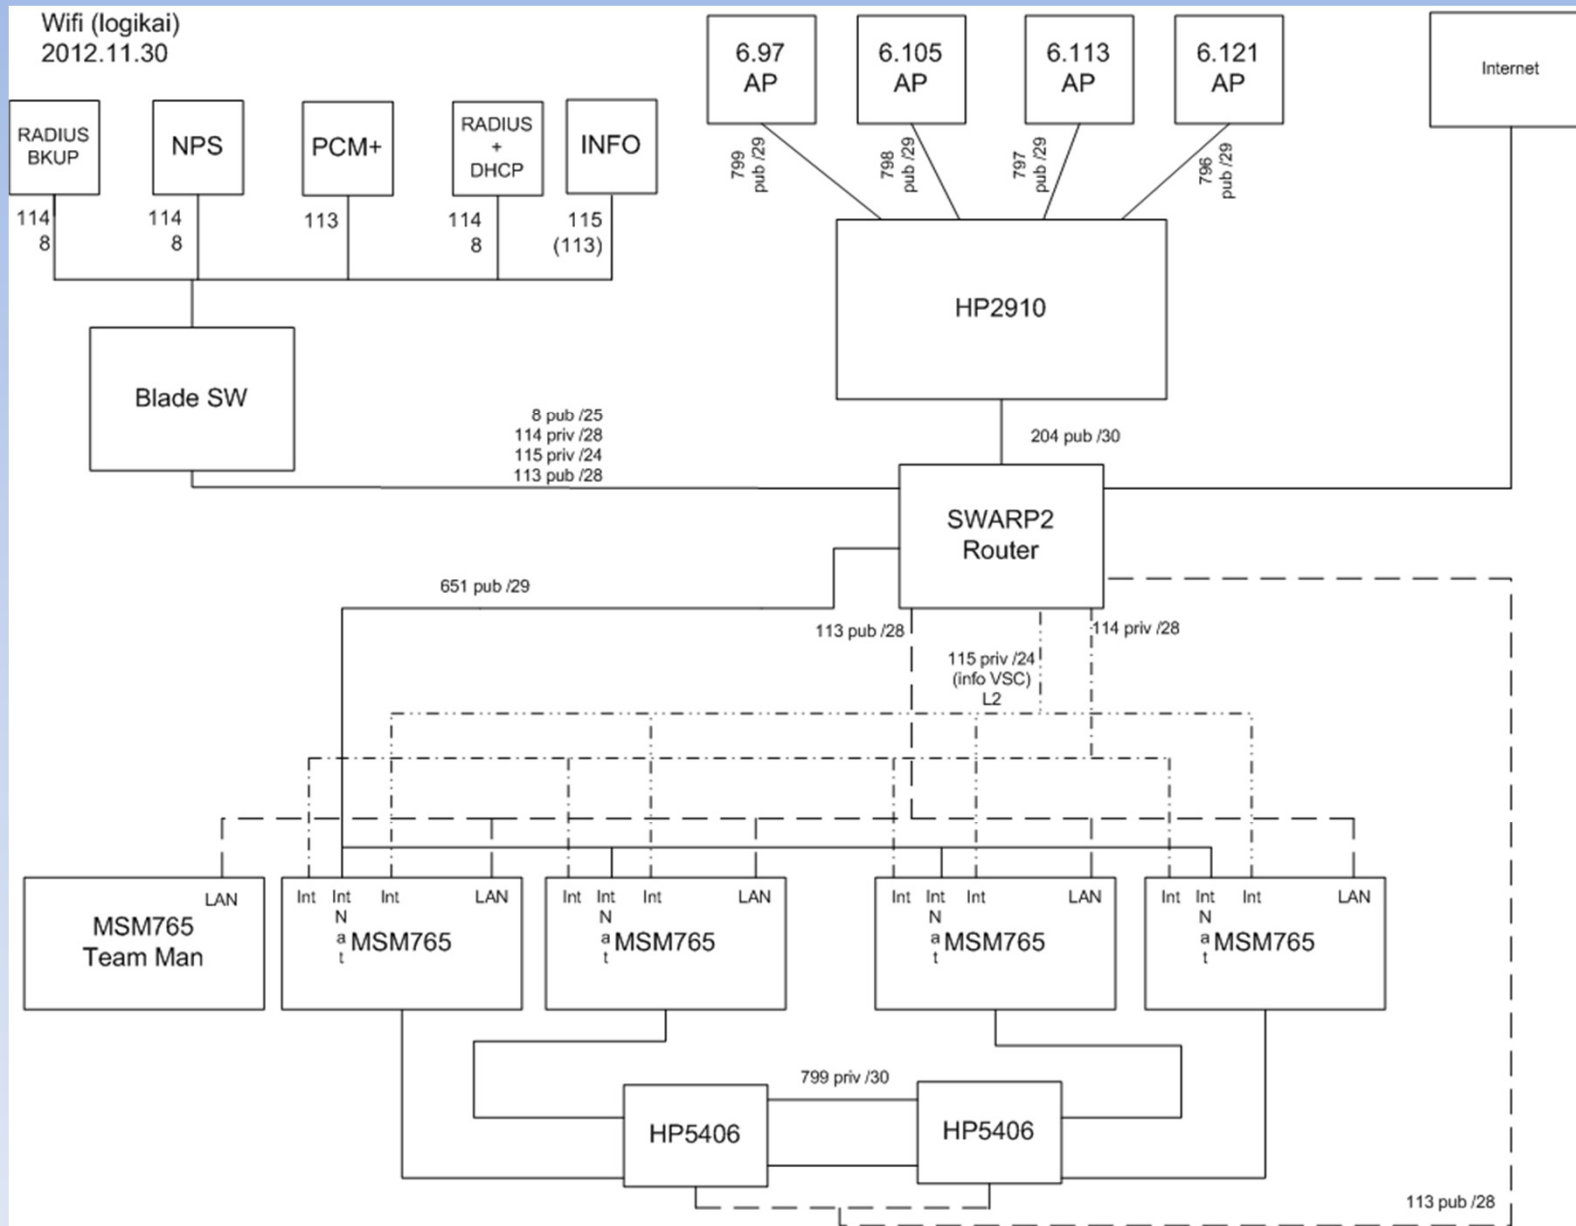 Wifi (logikai)
2012.11.30
6.97
AP
6.105
AP
6.113
AP
6.121
AP
Internet
RADIUS
BKUP
NPS
PCM+
RADIUS
+
DHCP
INFO
799
pub /29
798
pub /29
797
pub /29
796
pub /29
114
8
114
8
113
114
8
115
(113)
HP2910
Blade SW
8 pub /25
114 priv /28
115 priv /24
113 pub /28
204 pub /30
SWARP2
Router
651 pub /29
113 pub /28
115 priv /24
(info VSC)
L2
114 priv /28
LAN
MSM765
Team Man
Int
Int
N
a
t
Int
LAN
MSM765
Int
Int
N
a
t
Int
LAN
MSM765
Int
Int
N
a
t
Int
LAN
MSM765
Int
Int
N
a
t
Int
LAN
MSM765
799 priv /30
HP5406
HP5406
113 pub /28